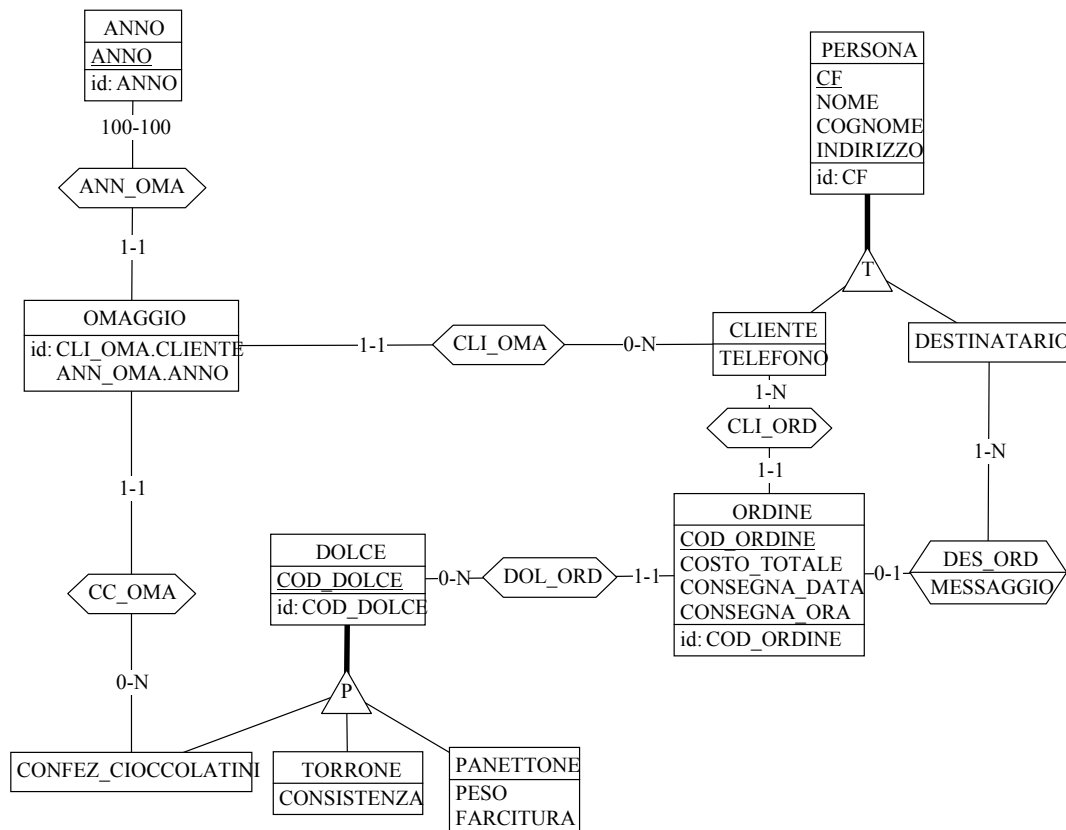 ANNO
ANNO
id: ANNO
100-100
ANN_OMA
1-1
PERSONA
CF
NOME
COGNOME
INDIRIZZO
id: CF
T
OMAGGIO
id: CLI_OMA.CLIENTE
ANN_OMA.ANNO
1-1
CLI_OMA
0-N
CLIENTE
TELEFONO
DESTINATARIO
1-N
CLI_ORD
1-1
1-N
1-1
CC_OMA
0-N
DOLCE
COD_DOLCE
id: COD_DOLCE
0-N
DOL_ORD
1-1
ORDINE
COD_ORDINE
COSTO_TOTALE
CONSEGNA_DATA
CONSEGNA_ORA
id: COD_ORDINE
0-1
DES_ORD
MESSAGGIO
P
CONFEZ_CIOCCOLATINI
TORRONE
CONSISTENZA
PANETTONE
PESO
FARCITURA